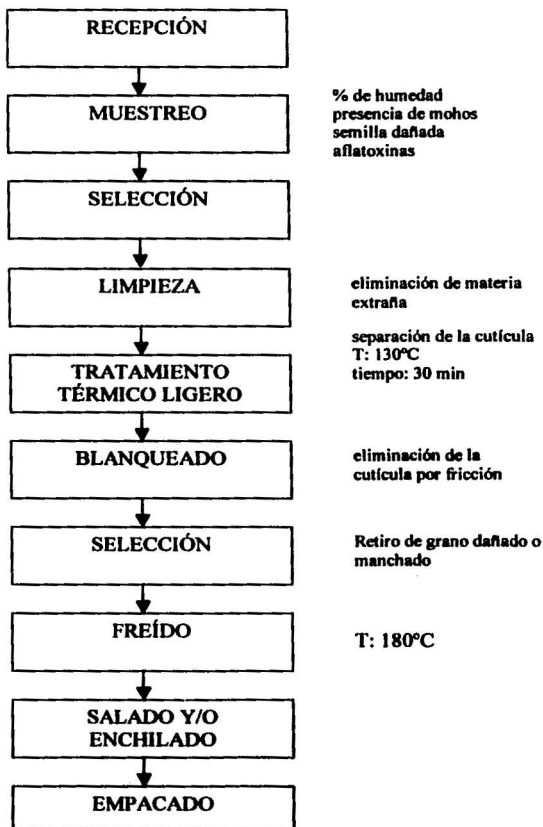 RECEPCIÓN
MUESTREO
% de humedad
presencia de mohos
semilla dañada
aflatoxinas
SELECCIÓN
LIMPIEZA
eliminación de materia
extraña
TRATAMIENTO
TÉRMICO LIGERO
separación de la cutícula
T: 130ºC
tiempo: 30 min
BLANQUEADO
eliminación de la
cutícula por fricción
SELECCIÓN
Retiro de grano dañado o
manchado
FREÍDO
T: 180ºC
SALADO Y/O
ENCHILADO
EMPACADO